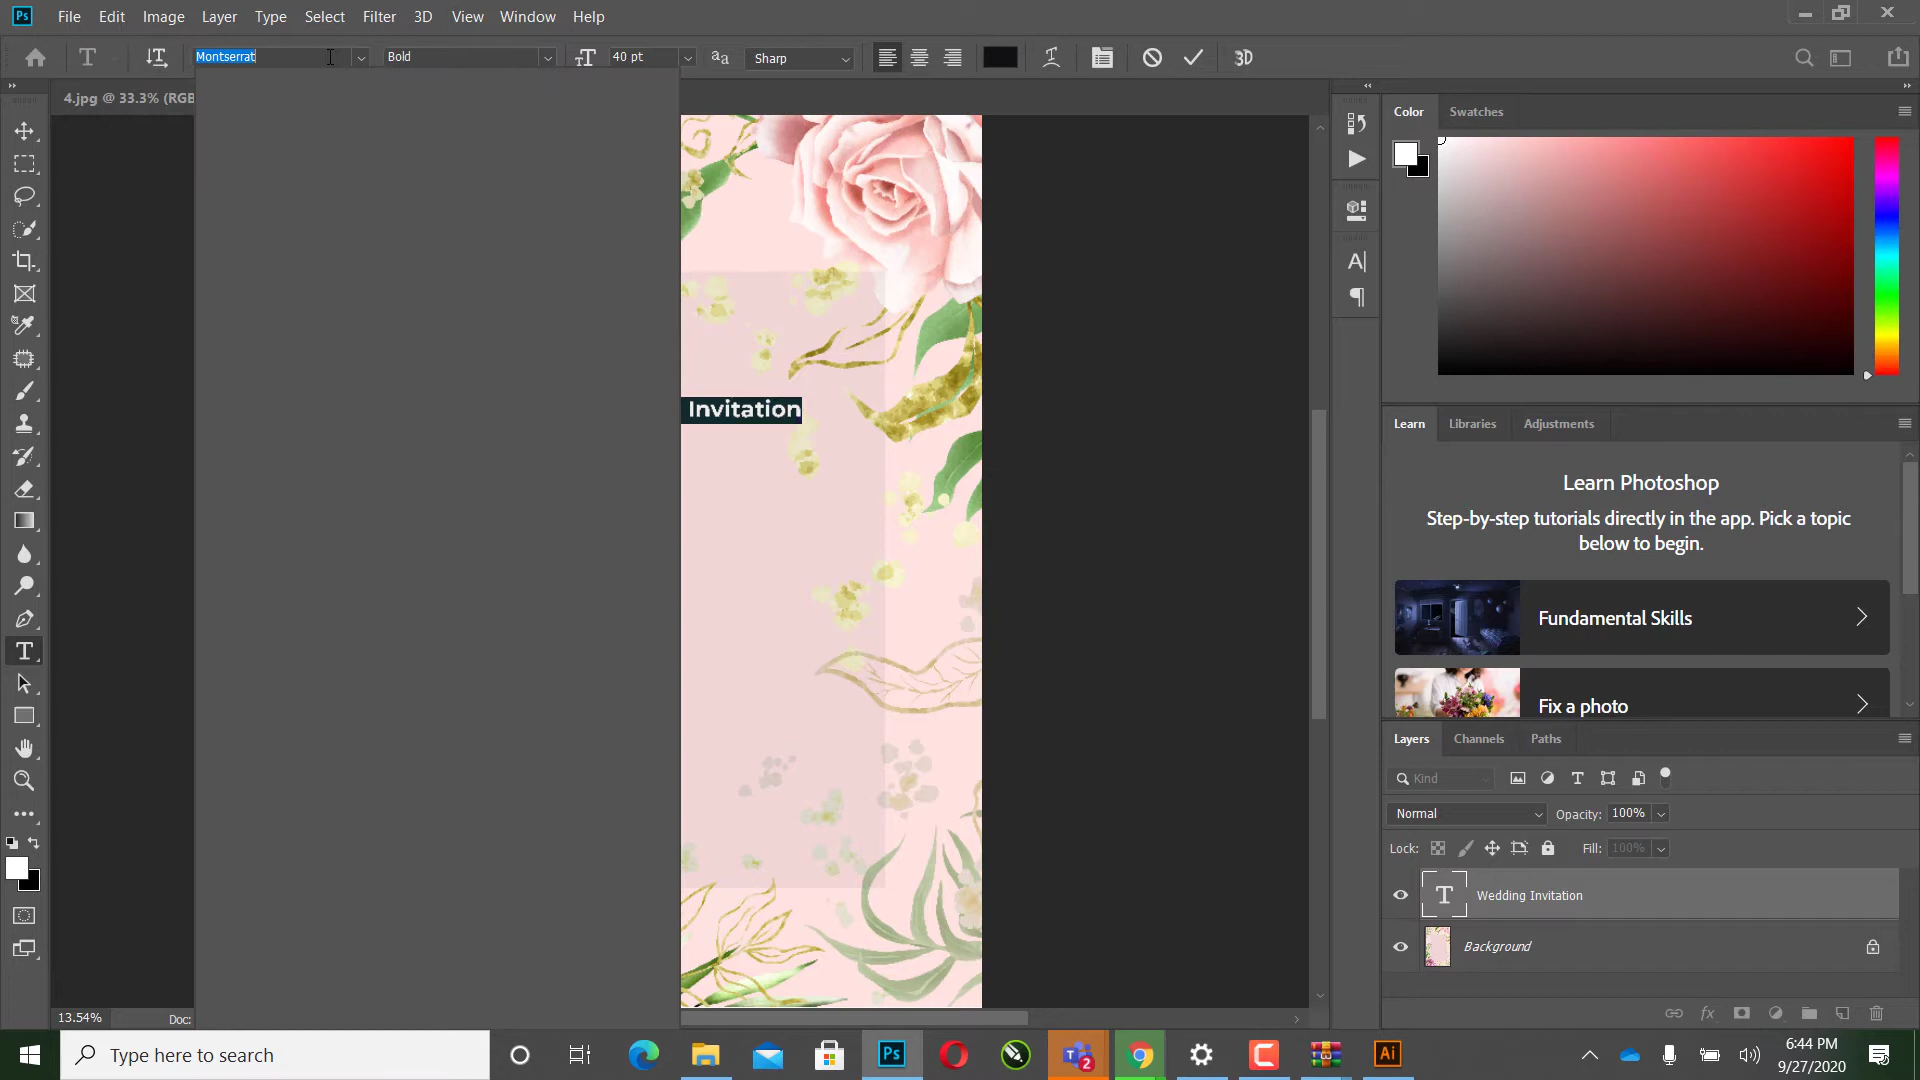 Ps File Edit Image Layer Type Select Filter 3D View Window Help
T Montserrat Bold 40 pt Sharp 3D
4.jpg @ 33.3% (RGB
Color Swatches
Invitation
Learn Libraries Adjustments
Learn Photoshop
Step-by-step tutorials directly in the app. Pick a topic
below to begin.
Fundamental Skills
Fix a photo
Layers Channels Paths
Kind
Normal Opacity: 100%
Lock: Fill: 100%
Wedding Invitation
Background
13.54% Doc:
Type here to search
Ps
2
Ai
6:44 PM
9/27/2020